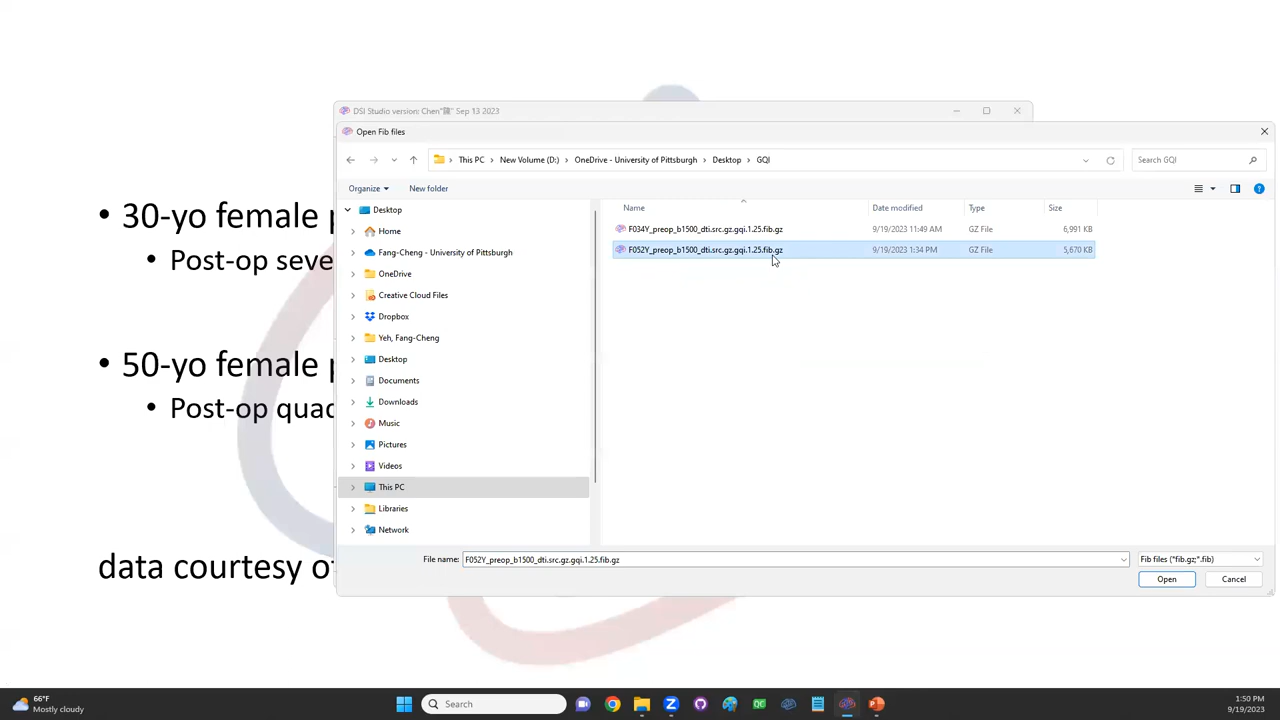 DSI Studio version: Chen"陳" Sep 13 2023
Open Fib files
This PC > New Volume (D:) > OneDrive - University of Pittsburgh > Desktop > GQI
Search GQI
Organize
New folder
Desktop
Home
Fang-Cheng - University of Pittsburgh
OneDrive
Creative Cloud Files
Dropbox
Yeh, Fang-Cheng
Desktop
Documents
Downloads
Music
Pictures
Videos
This PC
Libraries
Network
Name Date modified Type Size
F034Y_preop_b1500_dti.src.gz.gqi.1.25.fib.gz 9/19/2023 11:49 AM GZ File 6,991 KB
F052Y_preop_b1500_dti.src.gz.gqi.1.25.fib.gz 9/19/2023 1:34 PM GZ File 5,670 KB
File name: F052Y_preop_b1500_dti.src.gz.gqi.1.25.fib.gz
Fib files (*fib.gz;*.fib)
Open
Cancel
• 30-yo female
• Post-op seve
• 50-yo female
• Post-op quad
data courtesy of
66°F
Mostly cloudy
Search
1:50 PM
9/19/2023